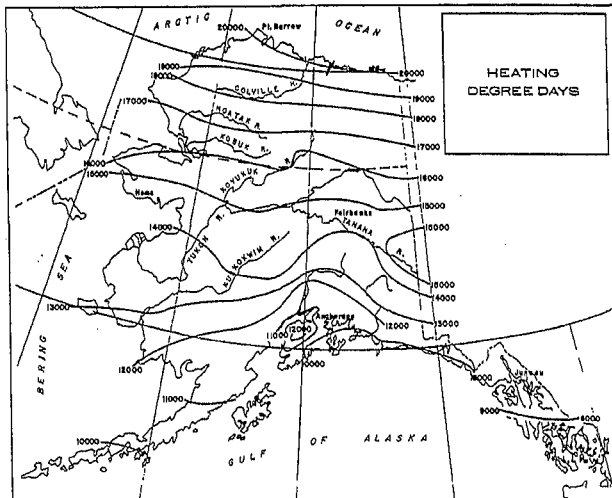 ARCTIC
OCEAN
Pt. Barrow
HEATING
DEGREE DAYS
20000
20000
19000
19000
18000
18000
COLVILLE R.
17000
17000
NOATAK R.
KOBUK R.
16000
16000
15000
15000
KOYUKUK R.
Nome
Fairbanks
TANANA R.
15000
15000
14000
14000
YUKON R.
KUSKOKWIM R.
BERING SEA
13000
13000
12000
12000
Anchorage
12000
11000
10000
11000
10000
Juneau
9000
GULF OF ALASKA